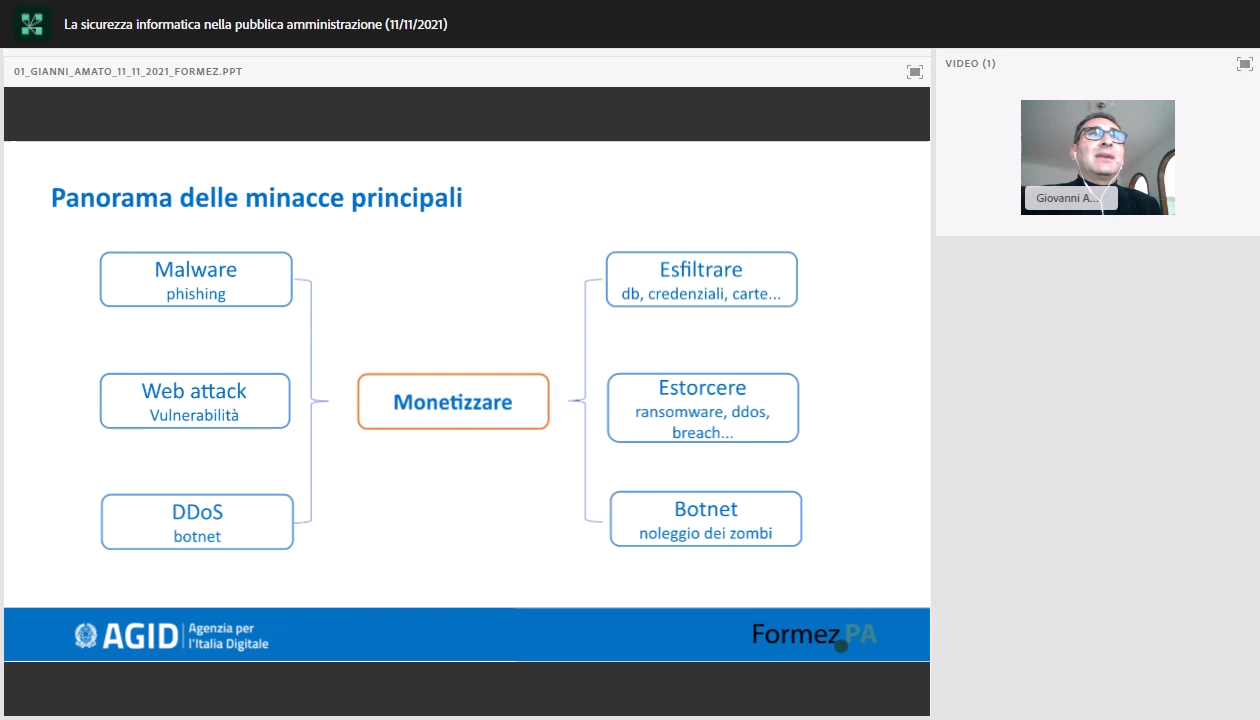 La sicurezza informatica nella pubblica amministrazione (11/11/2021)
01_GIANNI_AMATO_11_11_2021_FORMEZ.PPT
VIDEO (1)
Giovanni A...
Panorama delle minacce principali
Malware
phishing
Web attack
Vulnerabilità
DDoS
botnet
Monetizzare
Esfiltrare
db, credenziali, carte...
Estorcere
ransomware, ddos,
breach...
Botnet
noleggio dei zombi
AGID
Agenzia per
l'Italia Digitale
Formez PA